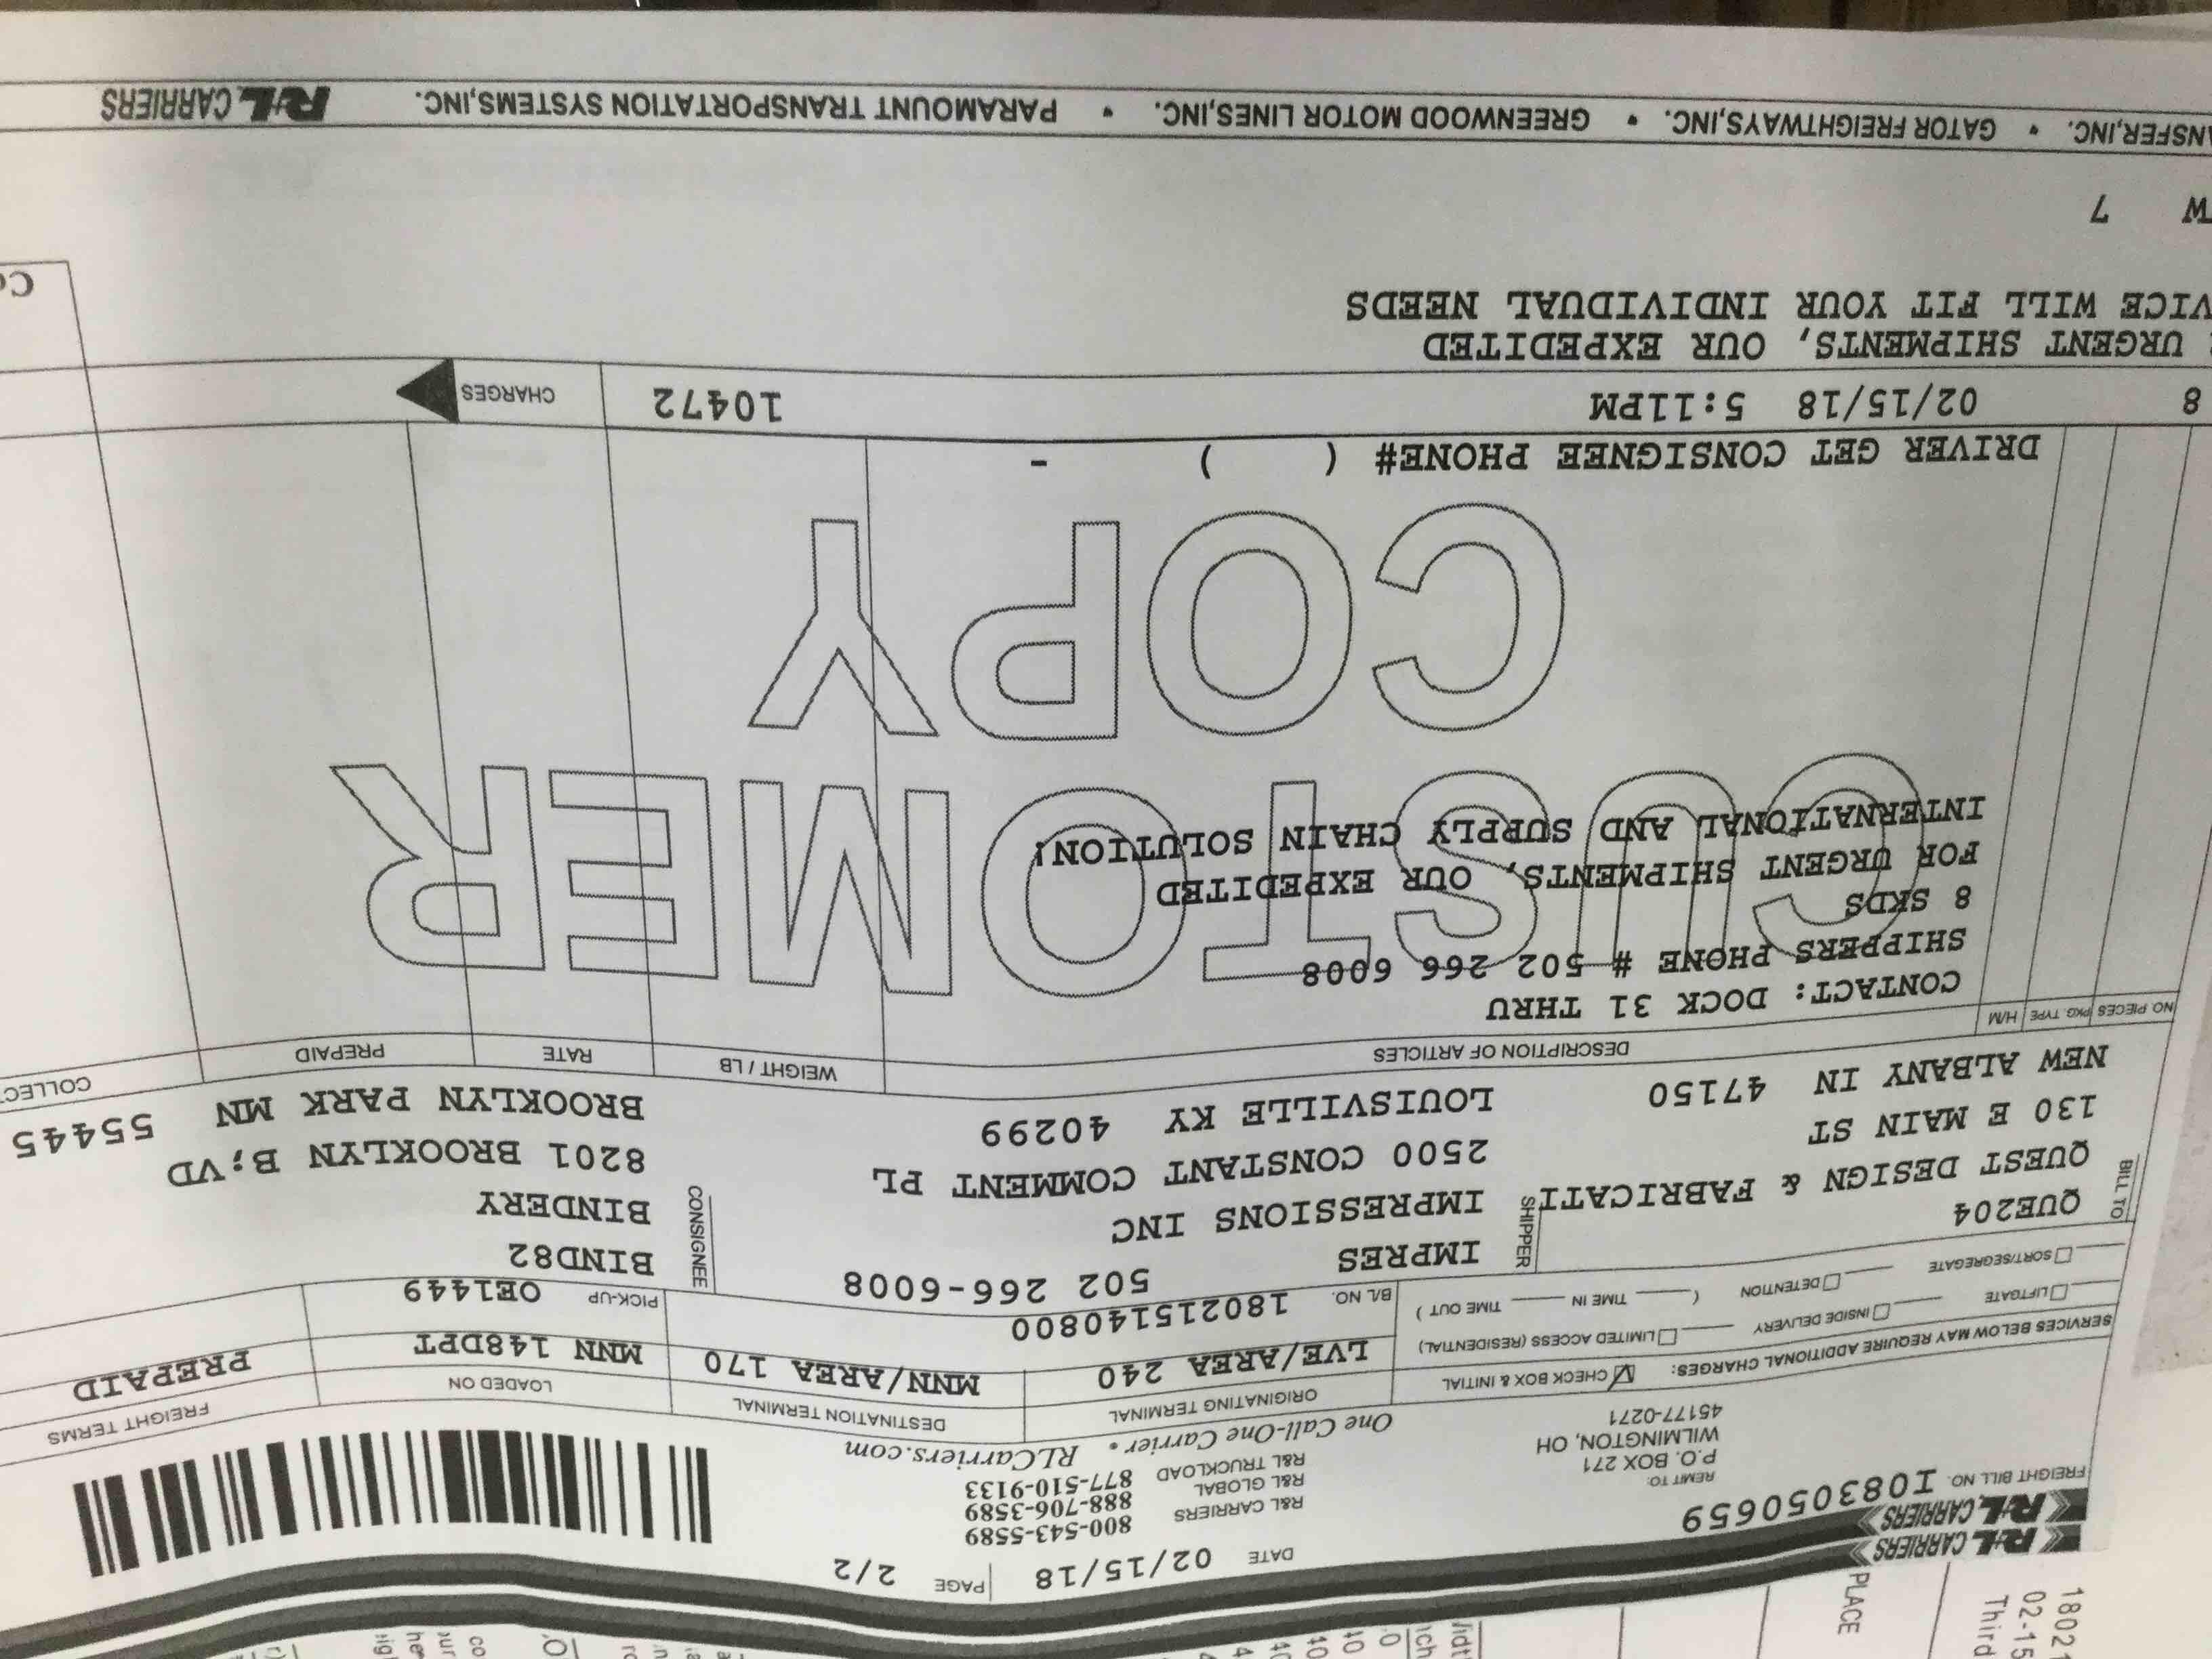 R+L CARRIERS
R+L CARRIERS
DATE 02/15/18 PAGE 2/2
FREIGHT BILL NO. I083050659
REMIT TO:
P.O. BOX 271
WILMINGTON, OH
45177-0271
R&L CARRIERS 800-543-5589
R&L GLOBAL 888-706-3589
R&L TRUCKLOAD 877-510-9133
One Call-One Carrier • RLCarriers.com
SERVICES BELOW MAY REQUIRE ADDITIONAL CHARGES: CHECK BOX & INITIAL
LIFTGATE INSIDE DELIVERY LIMITED ACCESS (RESIDENTIAL)
SORT/SEGREGATE DETENTION ( TIME IN TIME OUT )
ORIGINATING TERMINAL DESTINATION TERMINAL LOADED ON FREIGHT TERMS
LVE/AREA 240 MNN/AREA 170 MNN 148DPT PREPAID
B/L NO. 180215140800 PICK-UP OE1449
BILL TO
QUE204
QUEST DESIGN & FABRICATI
130 E MAIN ST
NEW ALBANY IN 47150
SHIPPER
IMPRES 502 266-6008
IMPRESSIONS INC
2500 CONSTANT COMMENT PL
LOUISVILLE KY 40299
CONSIGNEE
BIND82
BINDERY
8201 BROOKLYN B;VD
BROOKLYN PARK MN 55445
NO. PIECES PKG. TYPE H/M DESCRIPTION OF ARTICLES WEIGHT / LB RATE PREPAID COLLECT
CONTACT: DOCK 31 THRU
SHIPPERS PHONE # 502 266 6008
8 SKDS
FOR URGENT SHIPMENTS, OUR EXPEDITED
INTERNATIONAL AND SUPPLY CHAIN SOLUTION!
CUSTOMER
COPY
DRIVER GET CONSIGNEE PHONE# ( ) -
8 02/15/18 5:11PM 10472 CHARGES
URGENT SHIPMENTS, OUR EXPEDITED
VICE WILL FIT YOUR INDIVIDUAL NEEDS
TW 7
NSFER,INC. • GATOR FREIGHTWAYS,INC. • GREENWOOD MOTOR LINES,INC. • PARAMOUNT TRANSPORTATION SYSTEMS,INC. R+L CARRIERS
PLACE
1802
02-15
Third